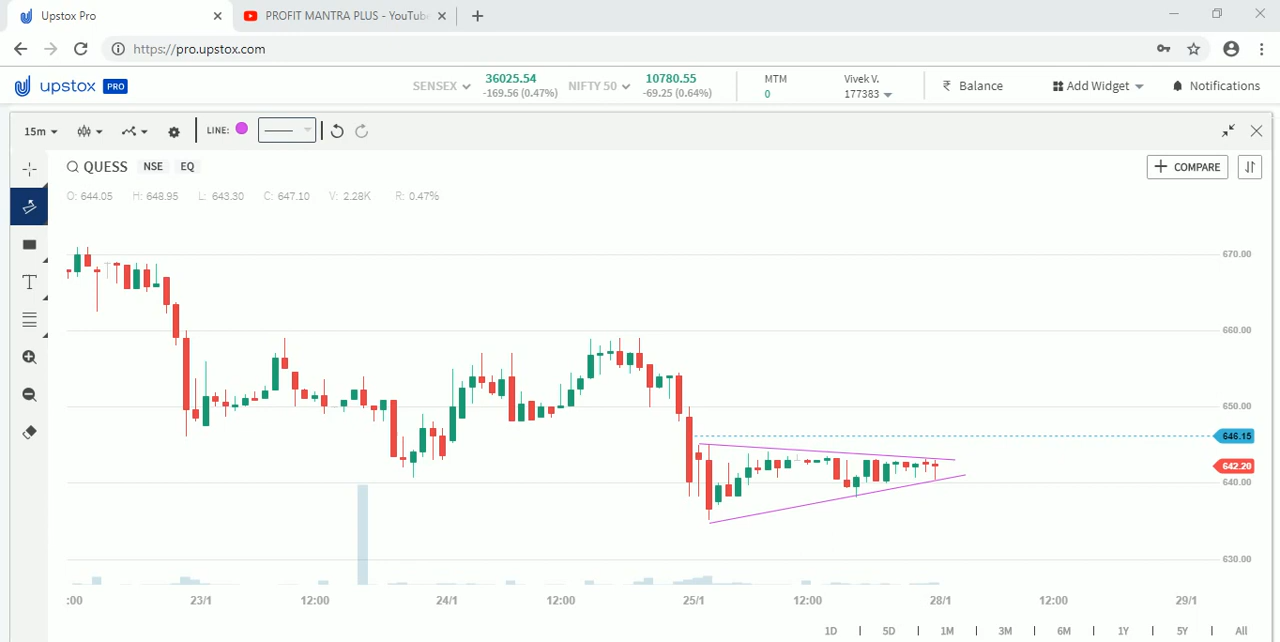 Upstox Pro
PROFIT MANTRA PLUS - YouTube
https://pro.upstox.com
upstox PRO
SENSEX 36025.54 -169.56 (0.47%)
NIFTY 50 10780.55 -69.25 (0.64%)
MTM 0
Vivek V. 177383
₹ Balance
Add Widget
Notifications
15m
LINE:
QUESS NSE EQ
COMPARE
O: 644.05 H: 648.95 L: 643.30 C: 647.10 V: 2.28K R: 0.47%
T
670.00
660.00
650.00
646.15
642.20
640.00
630.00
:00 23/1 12:00 24/1 12:00 25/1 12:00 28/1 12:00 29/1
1D 5D 1M 3M 6M 1Y 5Y All